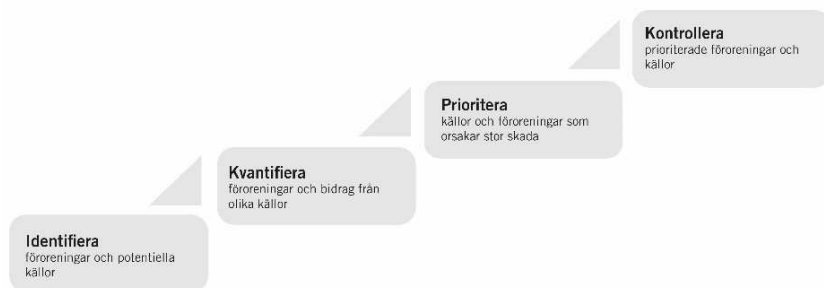 Kontrollera
prioriterade föroreningar och
källor
Prioritera
källor och föroreningar som
orsakar stor skada
Kvantifiera
föroreningar och bidrag från
olika källor
Identifiera
föroreningar och potentiella
källor